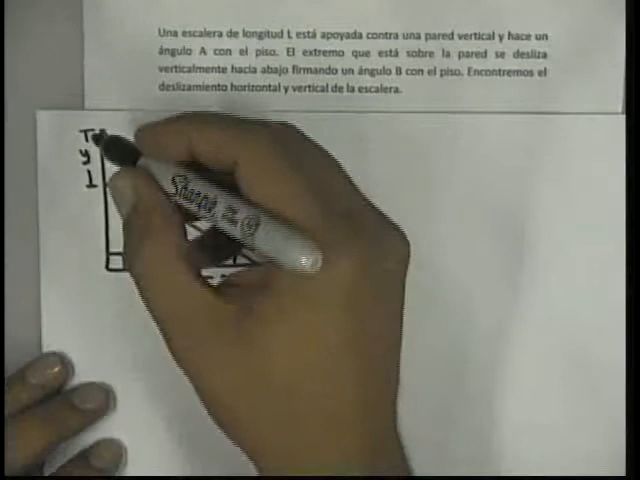 Una escalera de longitud L está apoyada contra una pared vertical y hace un
ángulo A con el piso. El extremo que está sobre la pared se desliza
verticalmente hacia abajo firmando un ángulo B con el piso. Encontremos el
deslizamiento horizontal y vertical de la escalera.
T
y
Sharpie